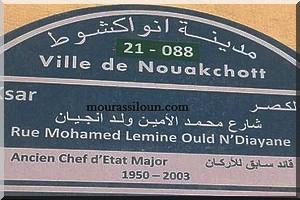 مدينة انواكشوط
21 - 088
Ville de Nouakchott
sar لكصر
mourassiloun.com
شارع محمد الأمين ولد انجيان
Rue Mohamed Lemine Ould N'Diayane
Ancien Chef d'Etat Major قائد سابق للأركان
1950 – 2003